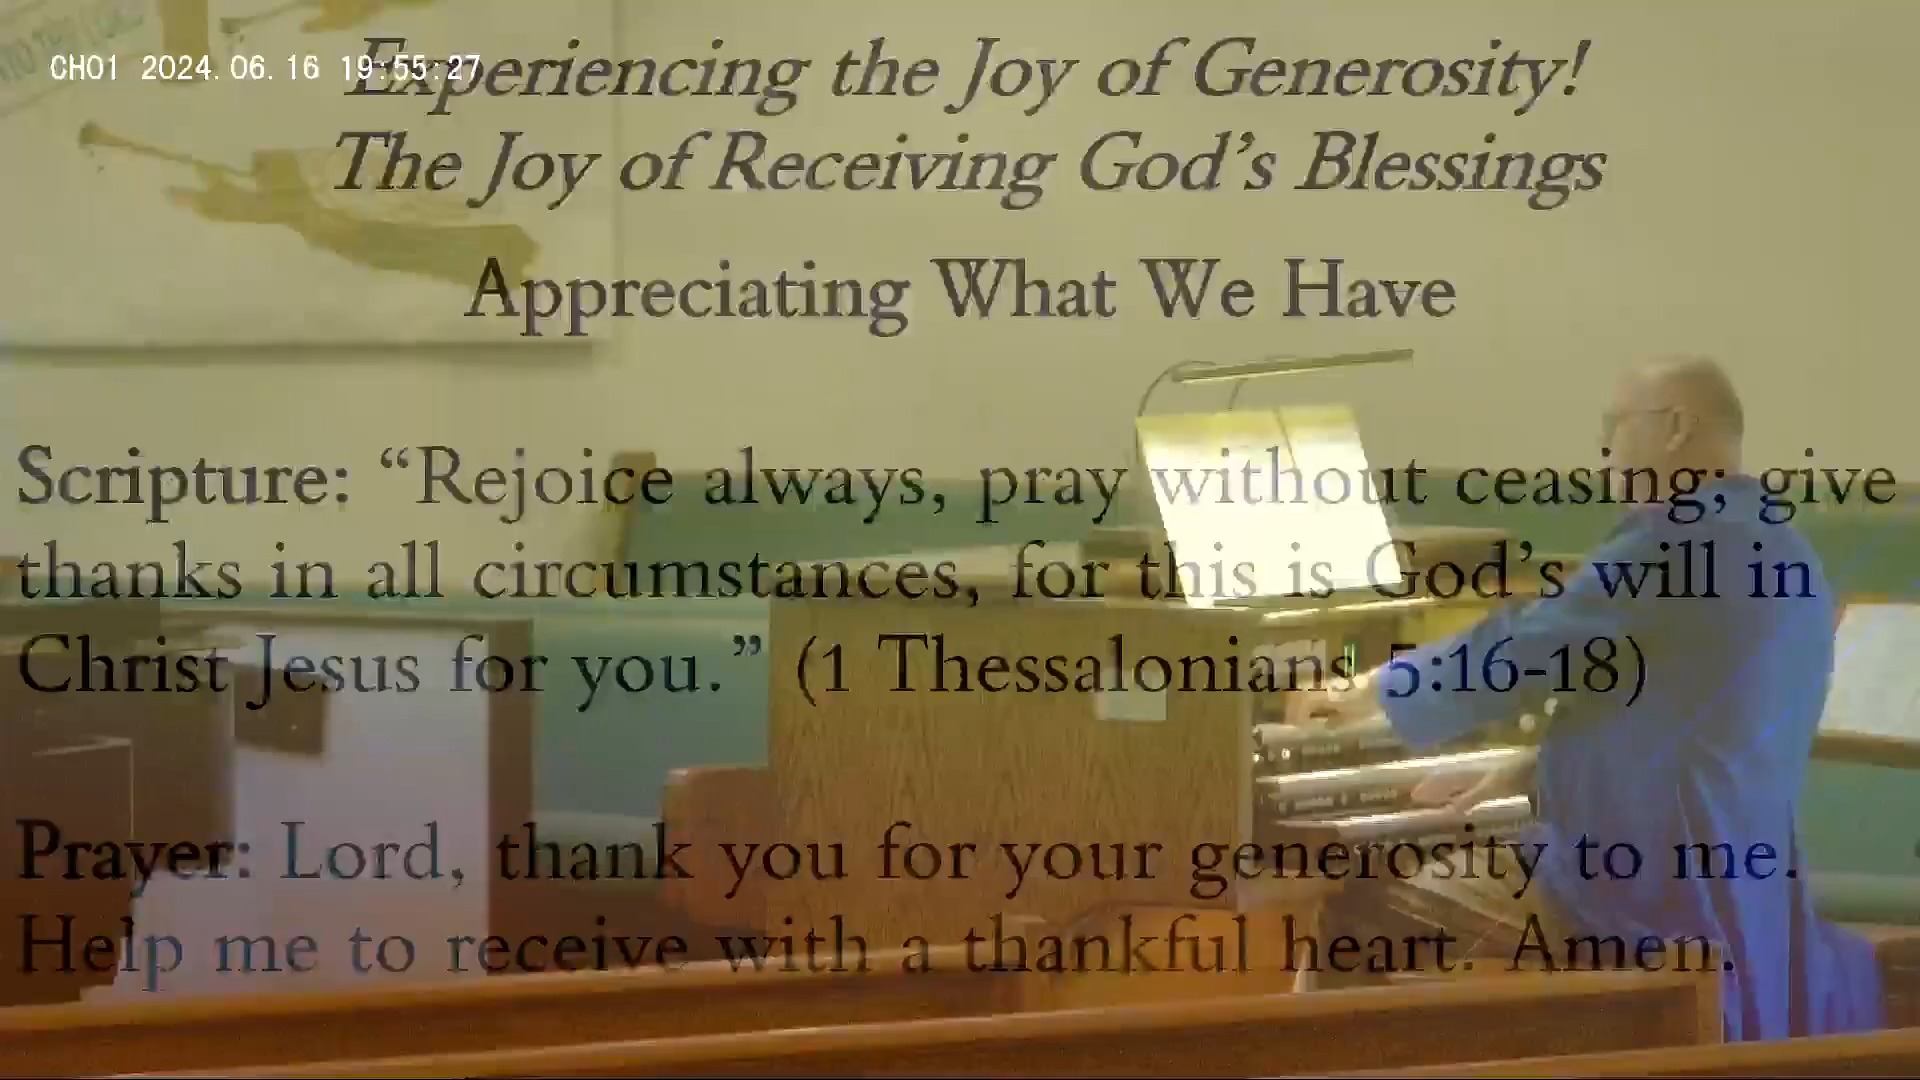 CH01 2024.06.16 19:55:27
Experiencing the Joy of Generosity!
The Joy of Receiving God's Blessings
Appreciating What We Have
Scripture: “Rejoice always, pray without ceasing; give
thanks in all circumstances, for this is God’s will in
Christ Jesus for you.” (1 Thessalonians 5:16-18)
Prayer: Lord, thank you for your generosity to me.
Help me to receive with a thankful heart. Amen.